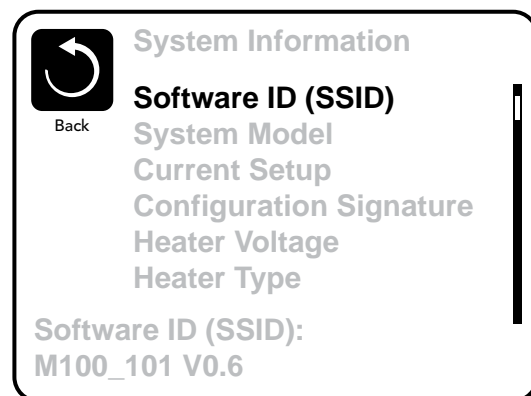 System Information
Back
Software ID (SSID)
System Model
Current Setup
Configuration Signature
Heater Voltage
Heater Type
Software ID (SSID):
M100_101 V0.6